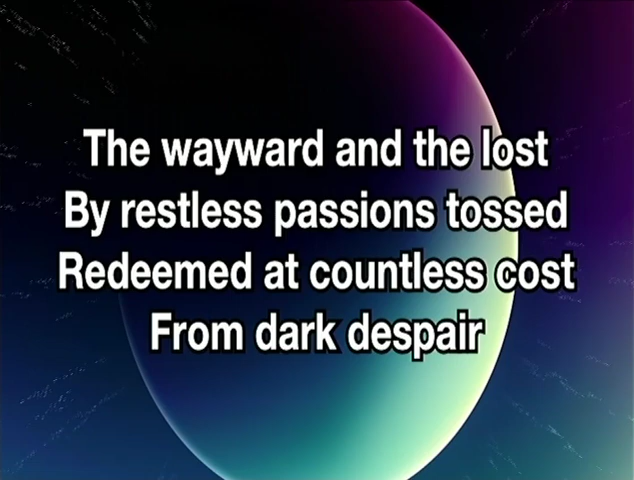 The wayward and the lost
By restless passions tossed
Redeemed at countless cost
From dark despair